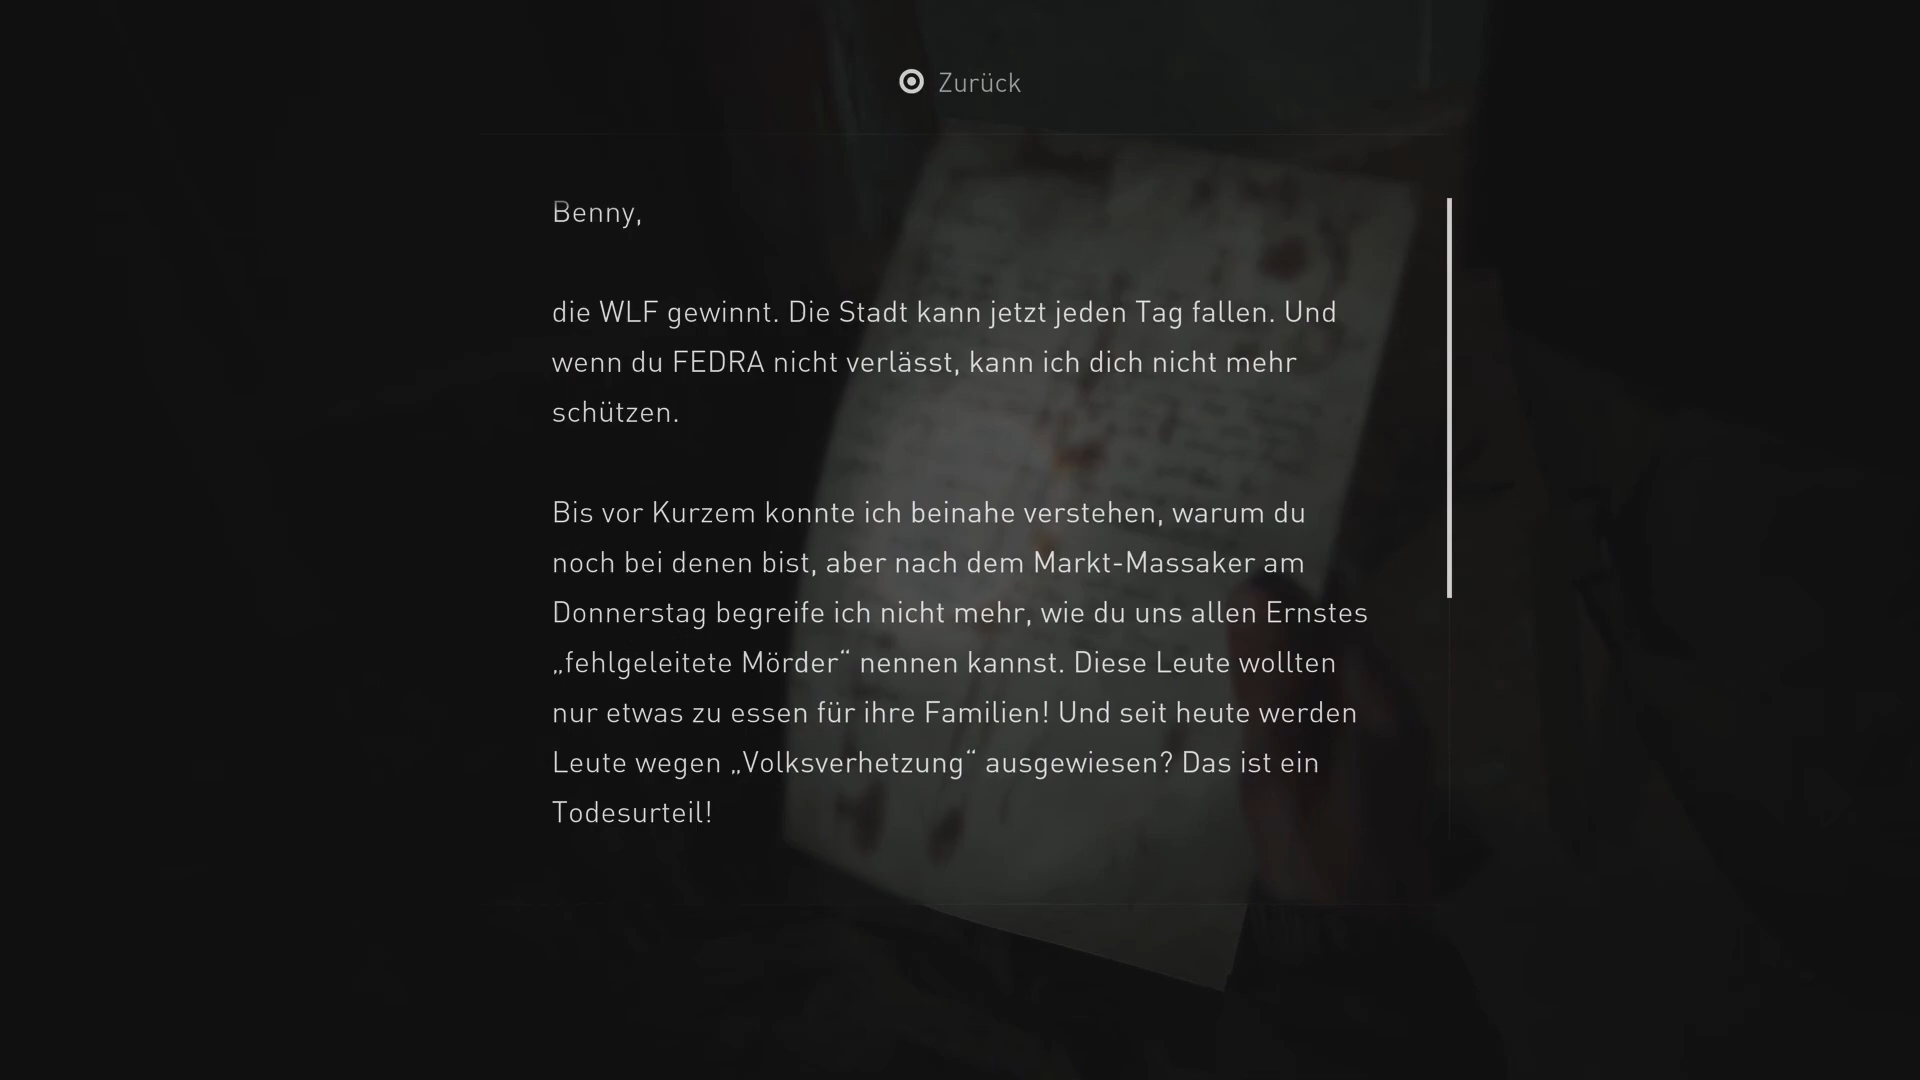 Zurück
Benny,
die WLF gewinnt. Die Stadt kann jetzt jeden Tag fallen. Und
wenn du FEDRA nicht verlässt, kann ich dich nicht mehr
schützen.
Bis vor Kurzem konnte ich beinahe verstehen, warum du
noch bei denen bist, aber nach dem Markt-Massaker am
Donnerstag begreife ich nicht mehr, wie du uns allen Ernstes
„fehlgeleitete Mörder“ nennen kannst. Diese Leute wollten
nur etwas zu essen für ihre Familien! Und seit heute werden
Leute wegen „Volksverhetzung“ ausgewiesen? Das ist ein
Todesurteil!